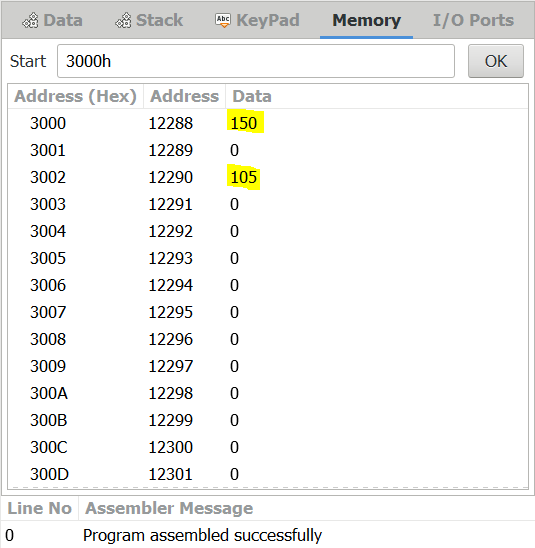 Data Stack Abc KeyPad Memory I/O Ports
Start 3000h OK
Address (Hex) Address Data
3000 12288 150
3001 12289 0
3002 12290 105
3003 12291 0
3004 12292 0
3005 12293 0
3006 12294 0
3007 12295 0
3008 12296 0
3009 12297 0
300A 12298 0
300B 12299 0
300C 12300 0
300D 12301 0
Line No Assembler Message
0 Program assembled successfully